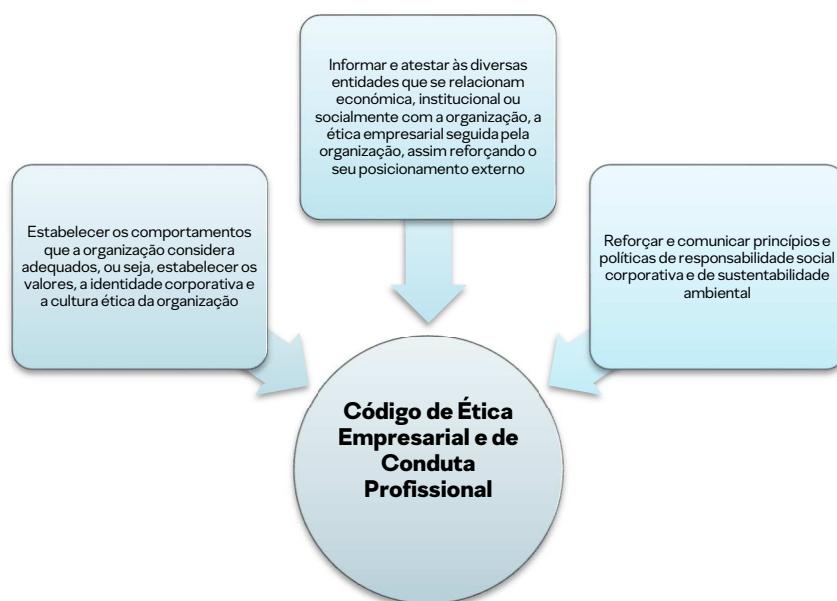 Informar e atestar às diversas
entidades que se relacionam
económica, institucional ou
socialmente com a organização, a
ética empresarial seguida pela
organização, assim reforçando o
seu posicionamento externo
Estabelecer os comportamentos
que a organização considera
adequados, ou seja, estabelecer os
valores, a identidade corporativa e
a cultura ética da organização
Reforçar e comunicar princípios e
políticas de responsabilidade social
corporativa e de sustentabilidade
ambiental
Código de Ética
Empresarial e de
Conduta
Profissional